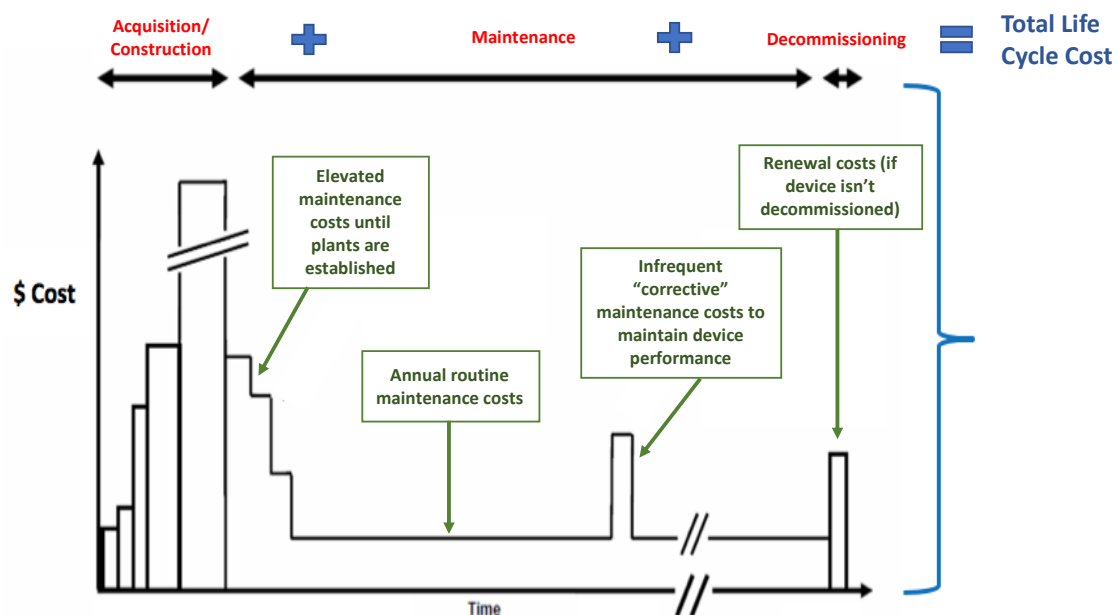 Acquisition/
Construction
Maintenance
Decommissioning
Total Life
Cycle Cost
Elevated
maintenance
costs until
plants are
established
Renewal costs (if
device isn't
decommissioned)
Infrequent
“corrective”
maintenance costs to
maintain device
performance
$ Cost
Annual routine
maintenance costs
Time